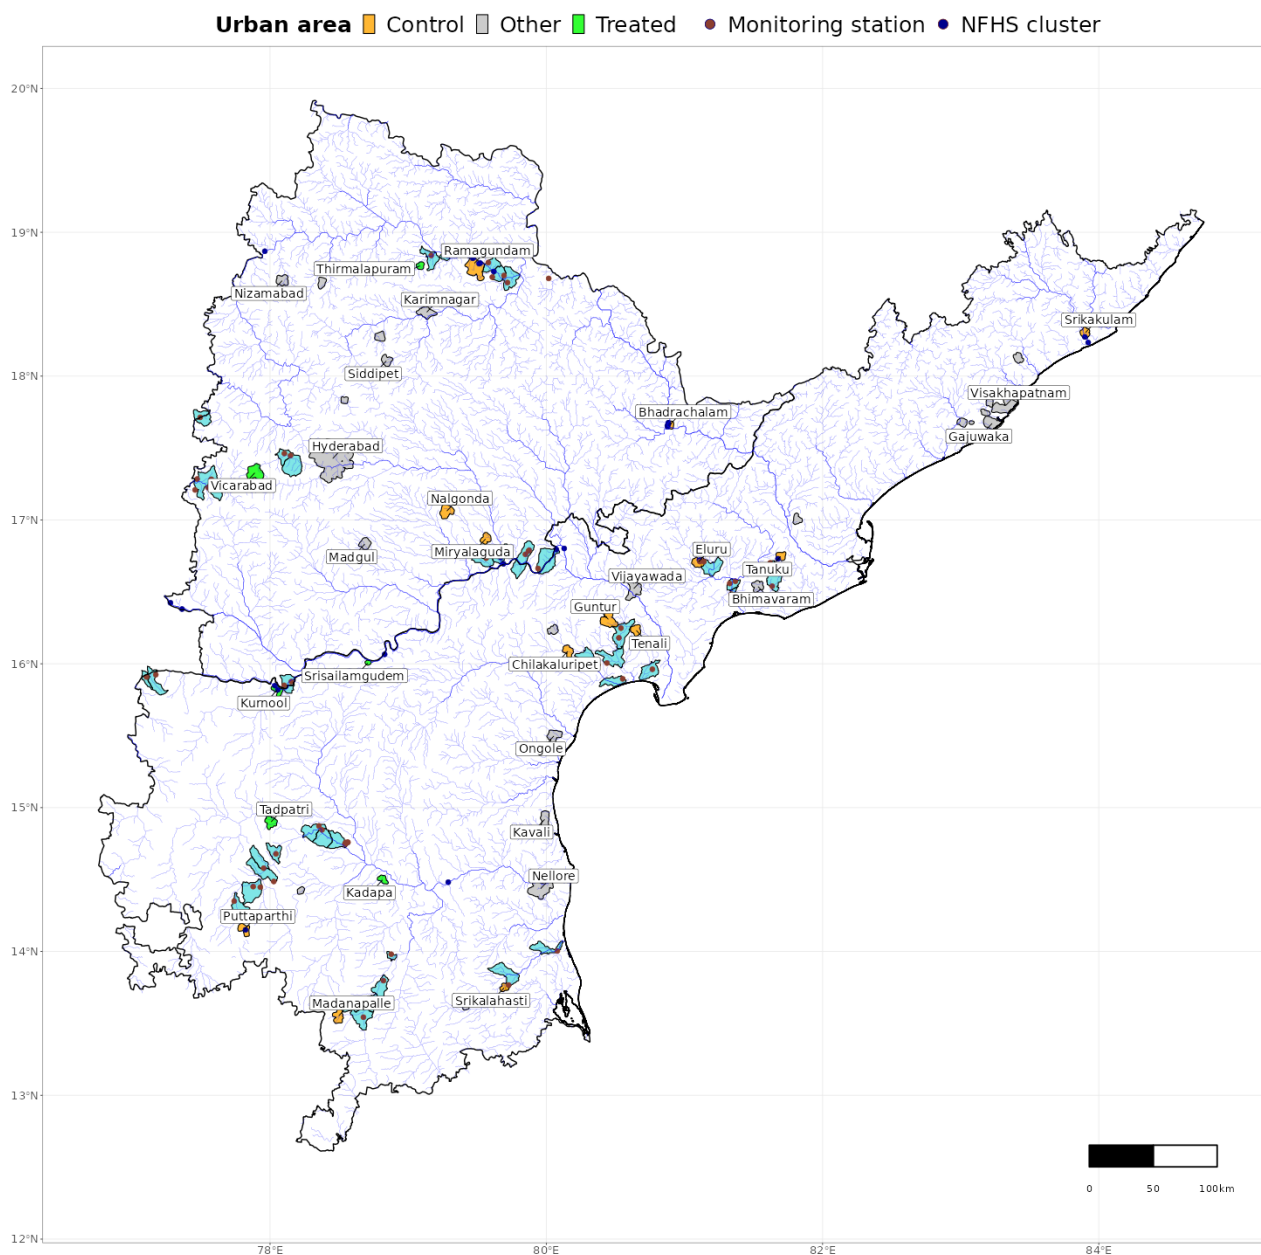 Urban area Control Other Treated Monitoring station NFHS cluster
20°N
19°N
18°N
17°N
16°N
15°N
14°N
13°N
12°N
78°E 80°E 82°E 84°E
Ramagundam
Thirmalapuram
Nizamabad
Karimnagar
Srikakulam
Siddipet
Visakhapatnam
Bhadrachalam
Gajuwaka
Hyderabad
Vicarabad
Nalgonda
Madgul
Miryalaguda
Eluru
Tanuku
Vijayawada
Bhimavaram
Guntur
Tenali
Chilakaluripet
Srisailamgudem
Kurnool
Ongole
Tadpatri
Kavali
Nellore
Kadapa
Puttaparthi
Madanapalle
Srikalahasti
0 50 100km